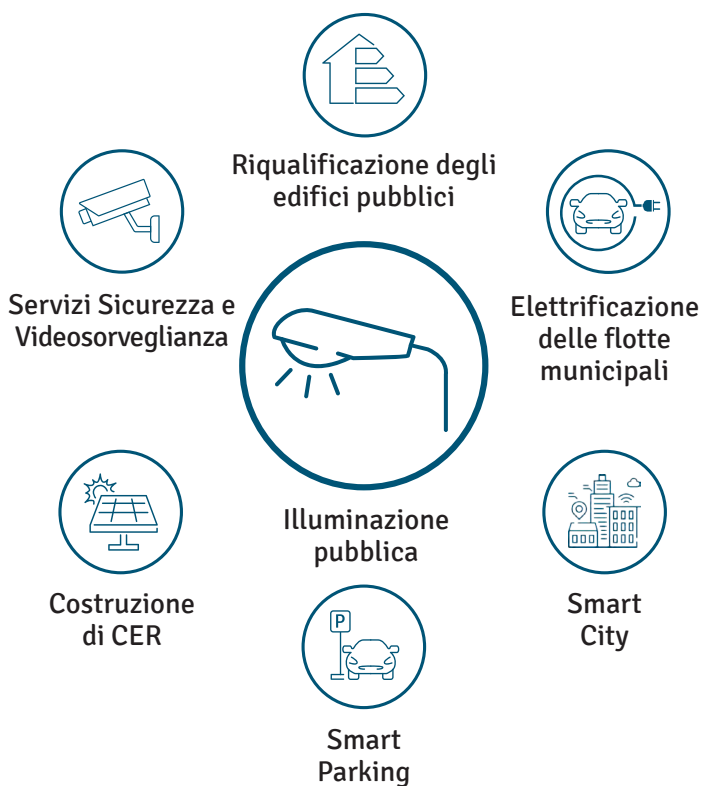 Riqualificazione degli
edifici pubblici
Servizi Sicurezza e
Videosorveglianza
Elettrificazione
delle flotte
municipali
Illuminazione
pubblica
Costruzione
di CER
Smart
City
P
Smart
Parking